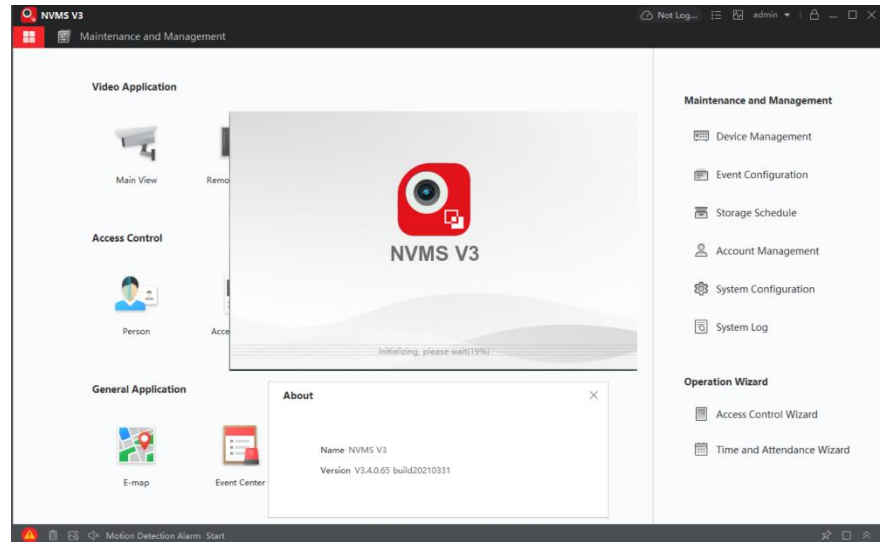 NVMS V3
Not Log...
admin
Maintenance and Management
Video Application
Main View
Remo
Access Control
Person
Acce
General Application
E-map
Event Center
NVMS V3
Initializing, please wait(19%)
About
Name NVMS V3
Version V3.4.0.65 build20210331
Maintenance and Management
Device Management
Event Configuration
Storage Schedule
Account Management
System Configuration
System Log
Operation Wizard
Access Control Wizard
Time and Attendance Wizard
Motion Detection Alarm Start